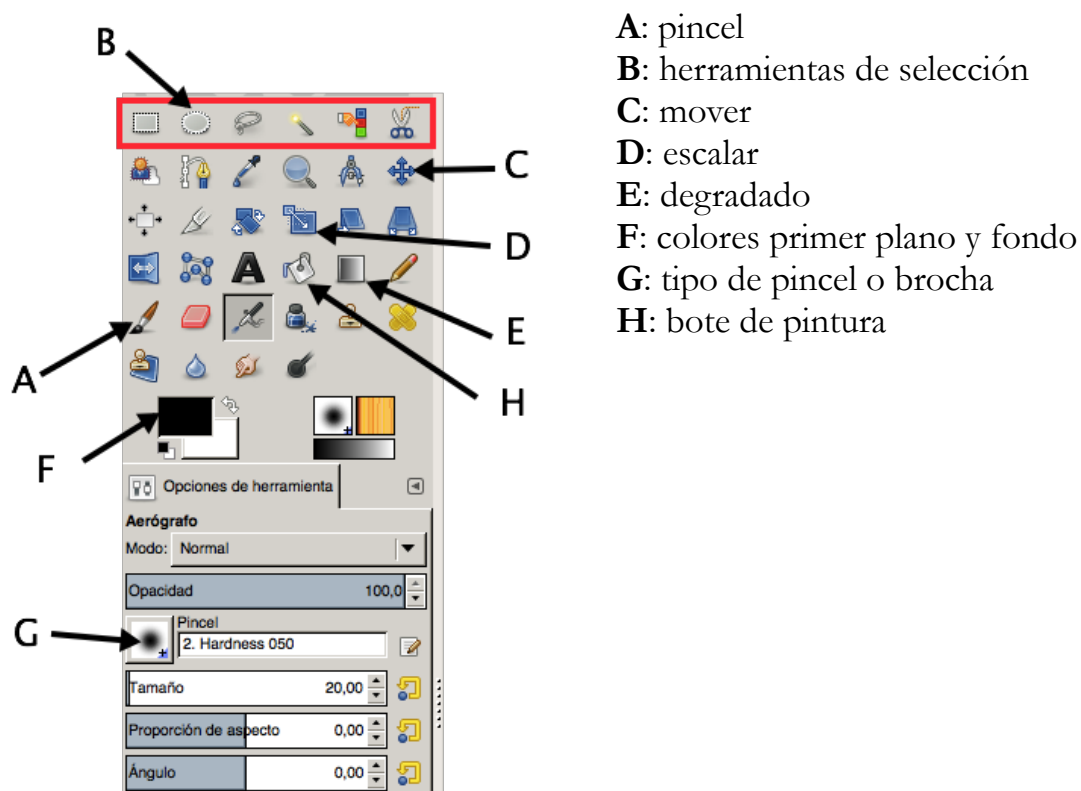 B
A: pincel
B: herramientas de selección
C: mover
D: escalar
E: degradado
F: colores primer plano y fondo
G: tipo de pincel o brocha
H: bote de pintura
C
D
E
A
H
F
Opciones de herramienta
Aerógrafo
Modo: Normal
Opacidad 100,0
G
Pincel
2. Hardness 050
Tamaño 20,00
Proporción de aspecto 0,00
Ángulo 0,00